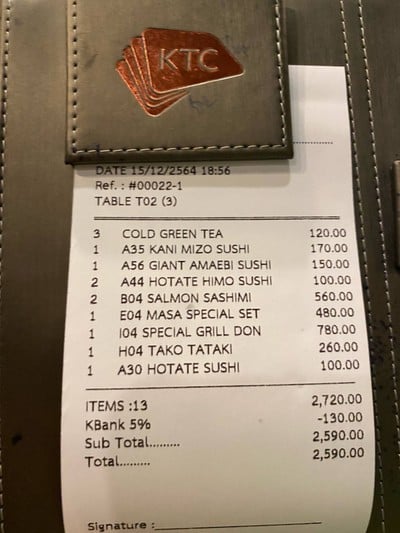 KTC
DATE 15/12/2564 18:56
Ref. : #00022-1
TABLE T02 (3)
3 COLD GREEN TEA 120.00
1 A35 KANI MIZO SUSHI 170.00
1 A56 GIANT AMAEBI SUSHI 150.00
2 A44 HOTATE HIMO SUSHI 100.00
2 B04 SALMON SASHIMI 560.00
1 E04 MASA SPECIAL SET 480.00
1 I04 SPECIAL GRILL DON 780.00
1 H04 TAKO TATAKI 260.00
1 A30 HOTATE SUSHI 100.00
ITEMS :13 2,720.00
KBank 5% -130.00
Sub Total......... 2,590.00
Total......... 2,590.00
Signature :